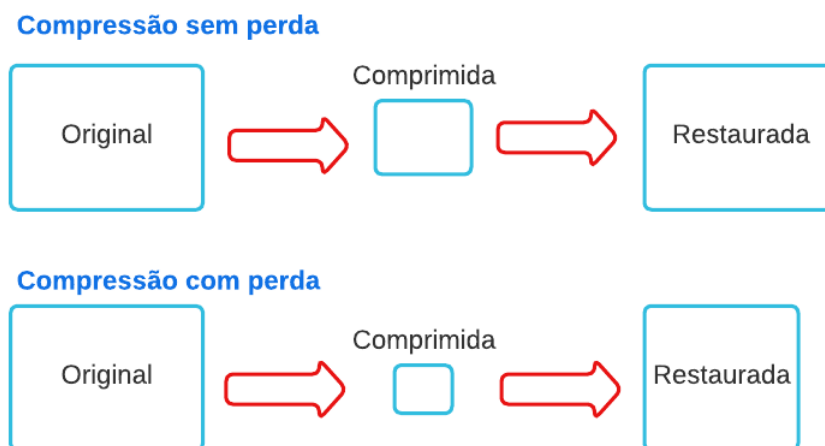 Compressão sem perda
Comprimida
Original
Restaurada
Compressão com perda
Comprimida
Original
Restaurada